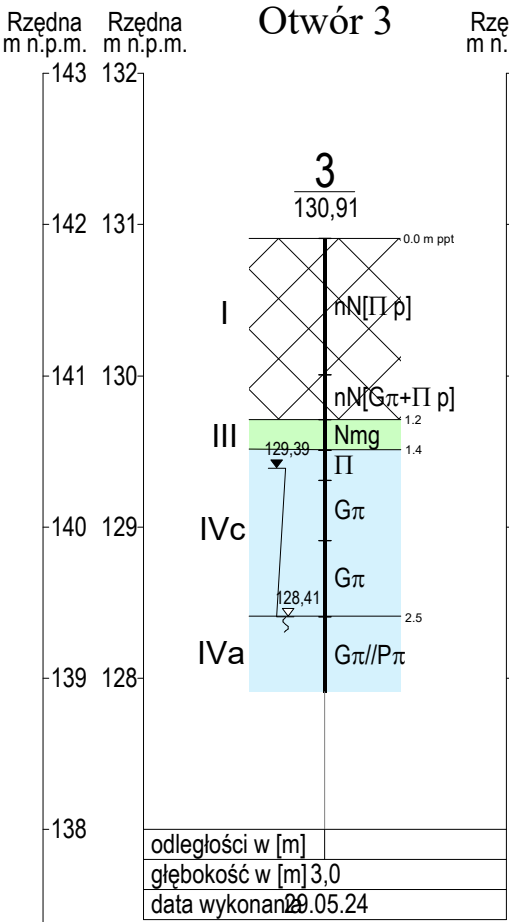 Otwór 3
Rzędna
m n.p.m.
Rzędna
m n.p.m.
Rzę
m n.
143
132
3
130,91
142
131
0.0 m ppt
I
nN[Π p]
141
130
nN[Gπ+Π p]
1.2
III
Nmg
1.4
129,39
Π
Gπ
IVc
140
129
Gπ
128,41
2.5
IVa
Gπ//Pπ
139
128
138
odległości w [m]
głębokość w [m] 3,0
data wykonania 29.05.24